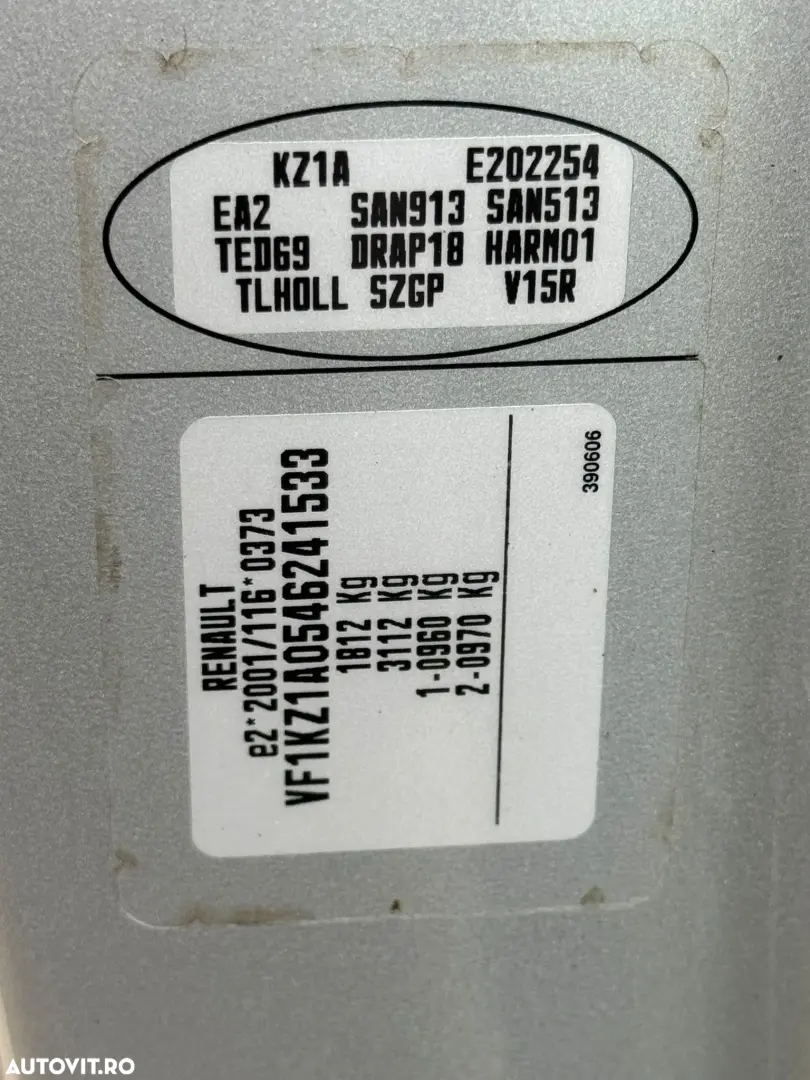 KZ1A E202254
EA2 SAN913 SAN513
TED69 DRAP18 HARM01
TLHOLL SZGP V15R
RENAULT
e2*2001/116*0373
VF1KZ1A0546241533
1812 Kg
3112 Kg
1-0960 Kg
2-0970 Kg
390606
AUTOVIT.RO